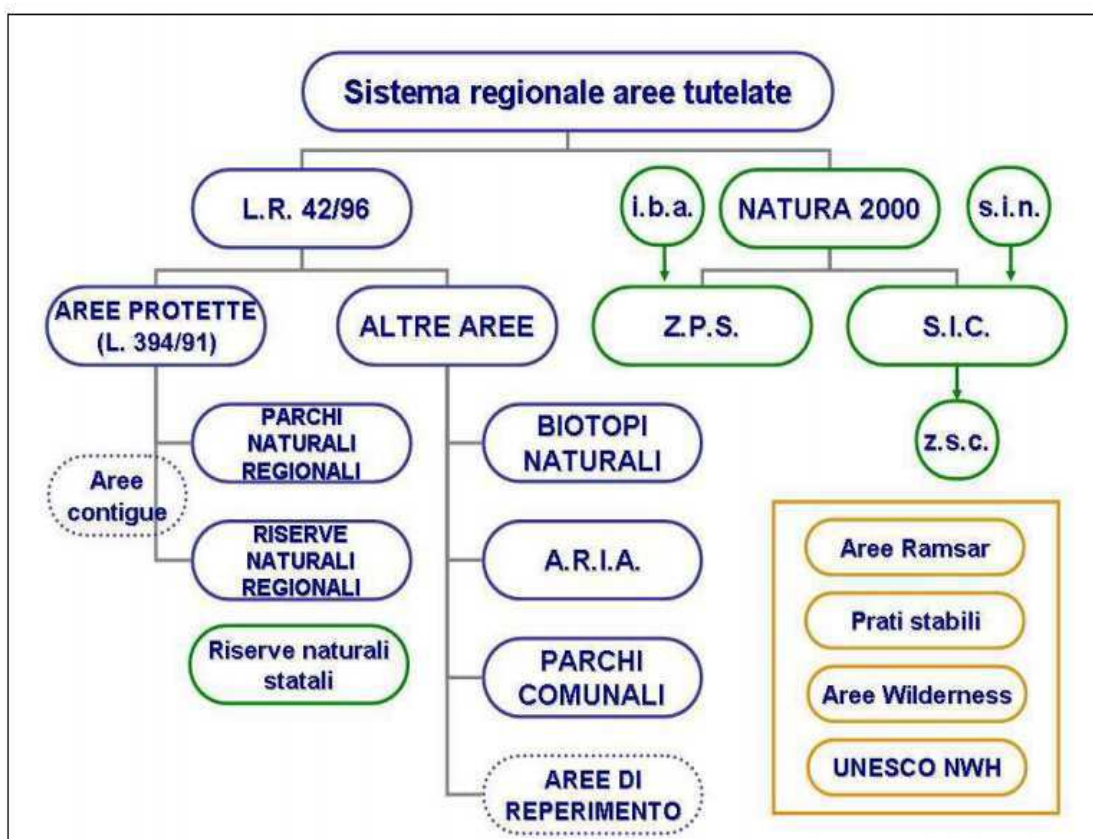 Sistema regionale aree tutelate
L.R. 42/96
i.b.a.
NATURA 2000
s.i.n.
AREE PROTETTE
(L. 394/91)
ALTRE AREE
Z.P.S.
S.I.C.
PARCHI
NATURALI
REGIONALI
BIOTOPI
NATURALI
z.s.c.
Aree
contigue
RISERVE
NATURALI
REGIONALI
A.R.I.A.
Aree Ramsar
Prati stabili
Riserve naturali
statali
PARCHI
COMUNALI
Aree Wilderness
UNESCO NWH
AREE DI
REPERIMENTO